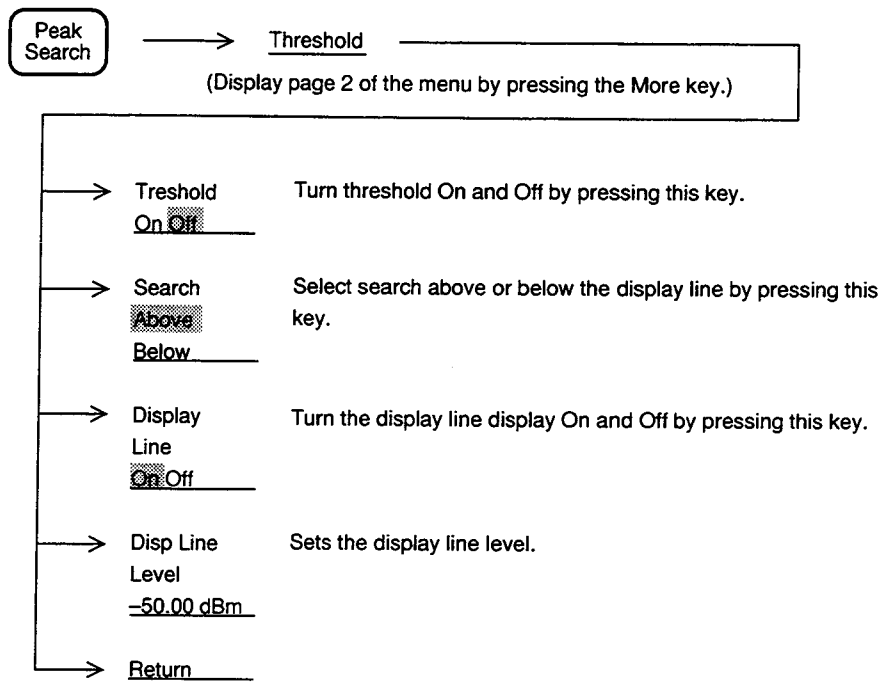 Peak
Search
Threshold
(Display page 2 of the menu by pressing the More key.)
Treshold
On Off
Turn threshold On and Off by pressing this key.
Search
Above
Below
Select search above or below the display line by pressing this
key.
Display
Line
On Off
Turn the display line display On and Off by pressing this key.
Disp Line
Level
–50.00 dBm
Sets the display line level.
Return